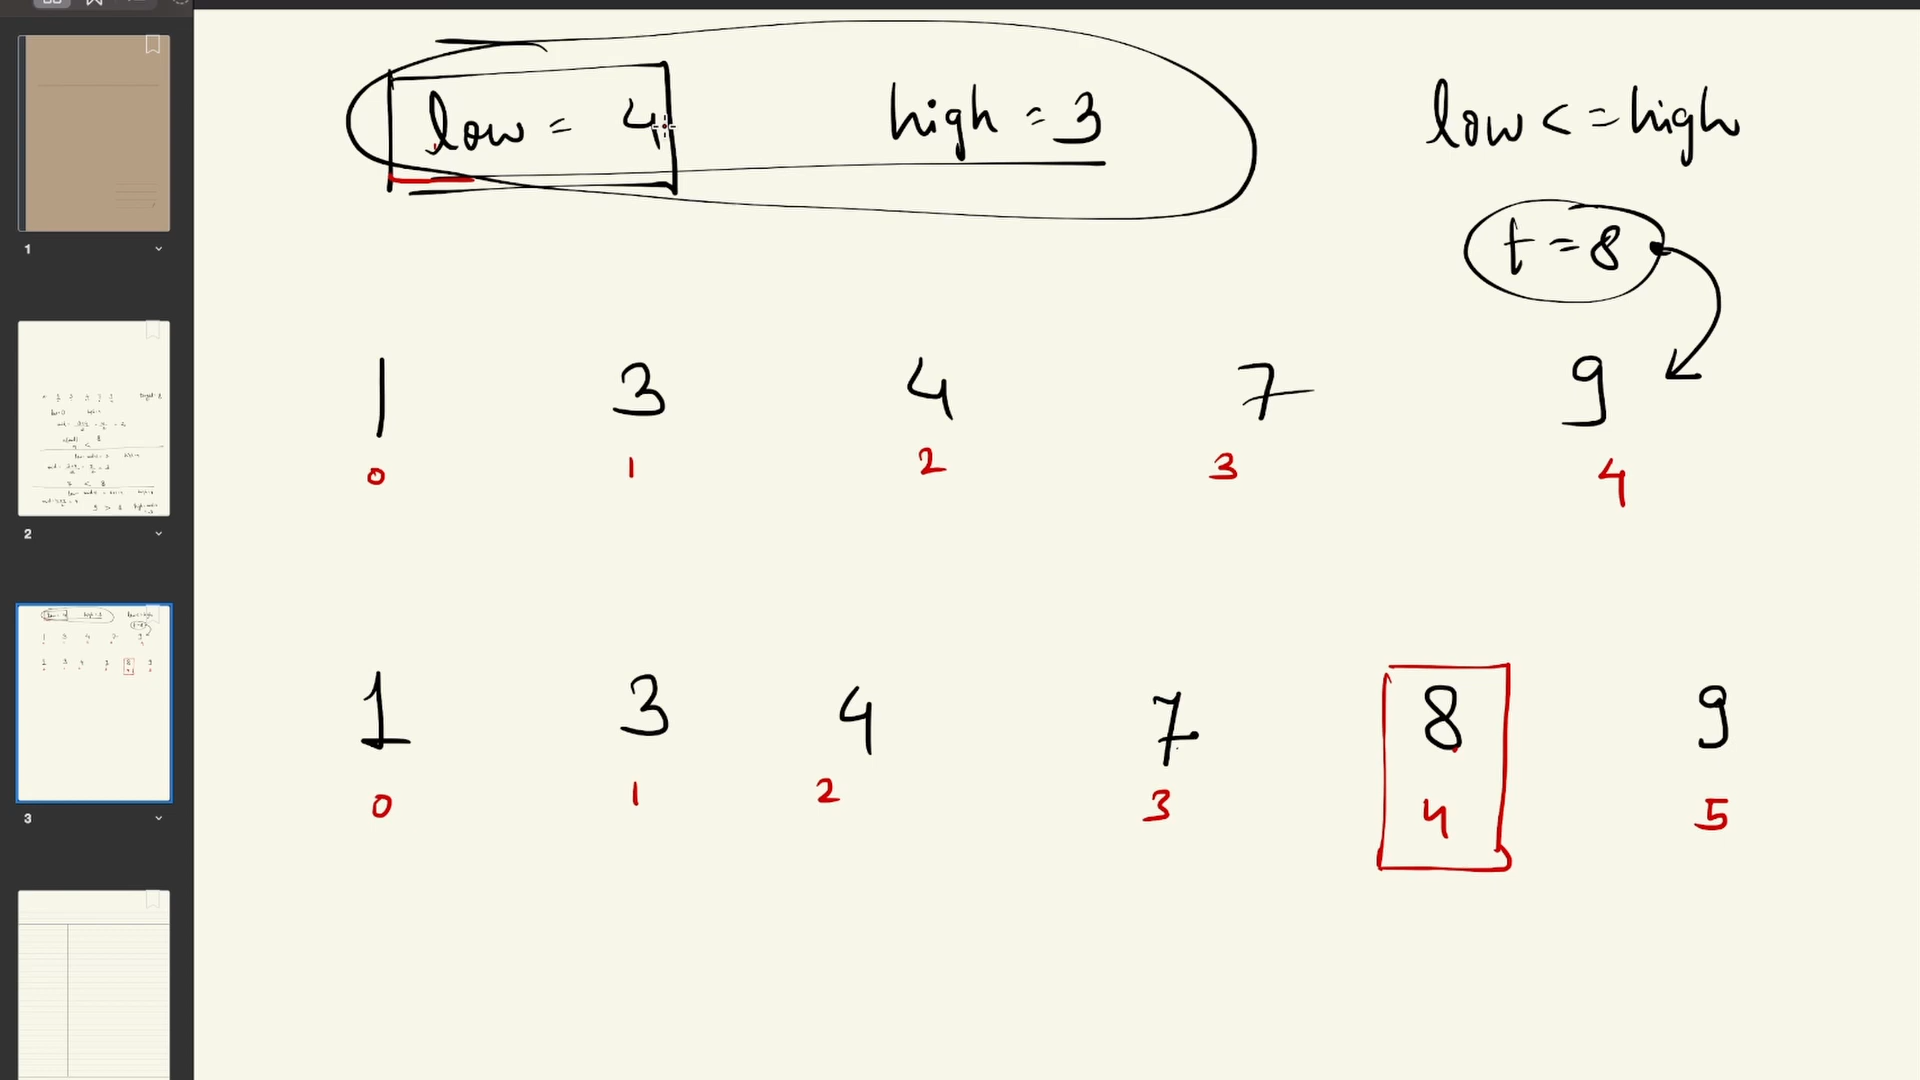 low = 4 high = 3 low <= high
t = 8
1 3 4 7 9
0 1 2 3 4
1 3 4 7 8 9
0 1 2 3 4 5
1
2
3